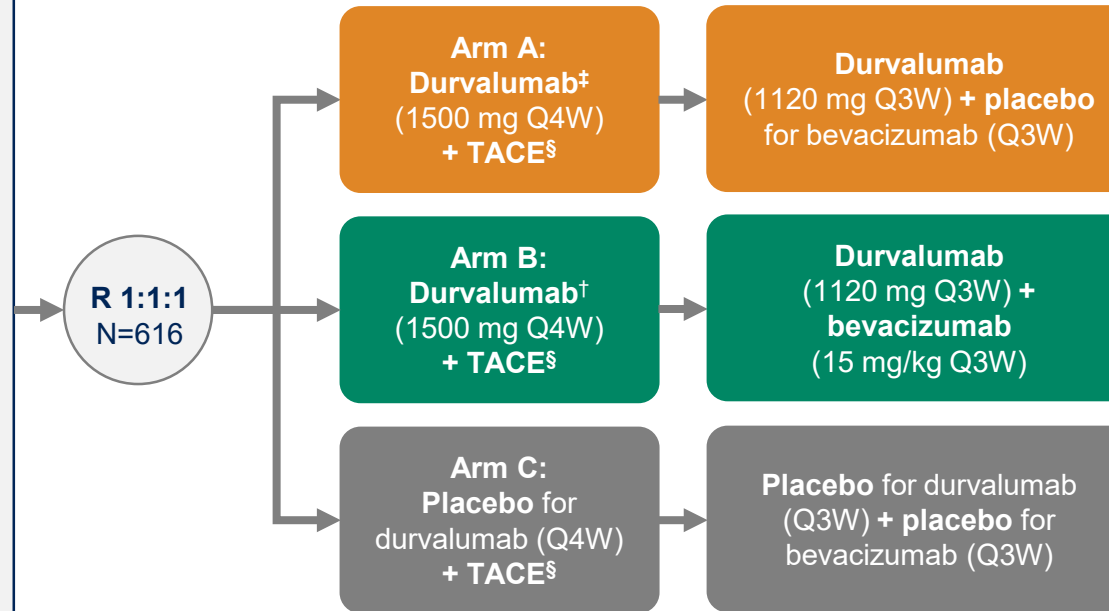 R 1:1:1
N=616
Arm A:
Durvalumab‡
(1500 mg Q4W)
+ TACE§
Durvalumab
(1120 mg Q3W) + placebo
for bevacizumab (Q3W)
Arm B:
Durvalumab†
(1500 mg Q4W)
+ TACE§
Durvalumab
(1120 mg Q3W) +
bevacizumab
(15 mg/kg Q3W)
Arm C:
Placebo for
durvalumab (Q4W)
+ TACE§
Placebo for durvalumab
(Q3W) + placebo for
bevacizumab (Q3W)